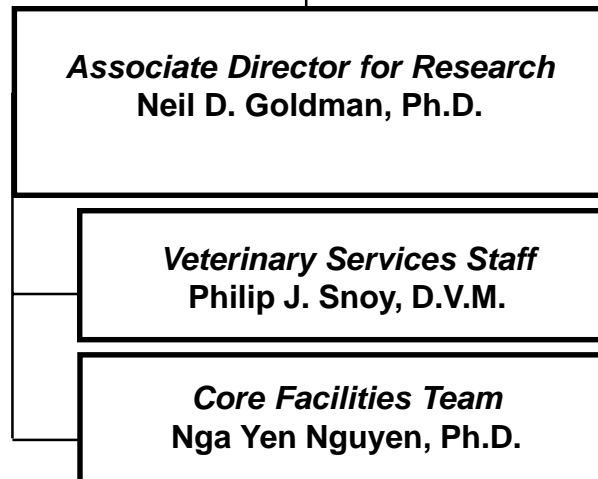 Associate Director for Research
Neil D. Goldman, Ph.D.
Veterinary Services Staff
Philip J. Snoy, D.V.M.
Core Facilities Team
Nga Yen Nguyen, Ph.D.